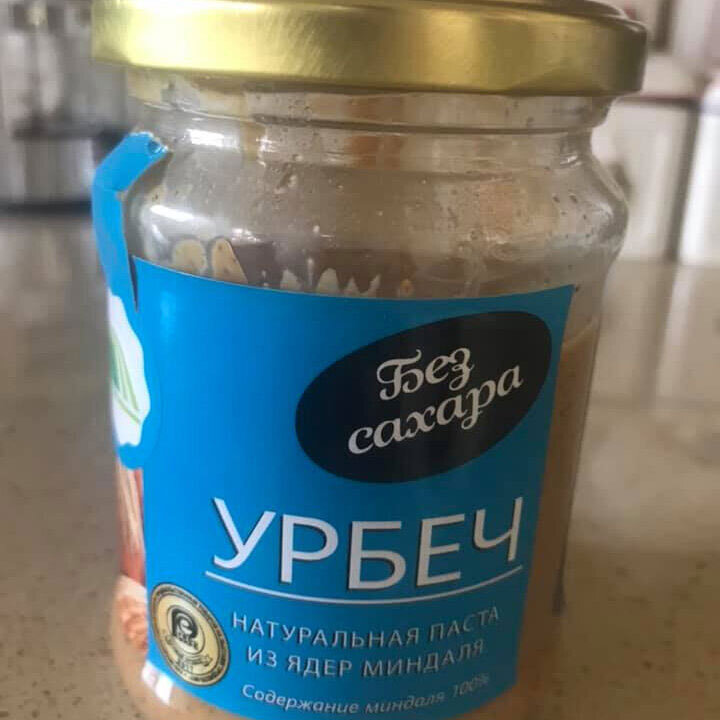 Без
сахара
УРБЕЧ
НАТУРАЛЬНАЯ ПАСТА
ИЗ ЯДЕР МИНДАЛЯ
Содержание миндаля 100%